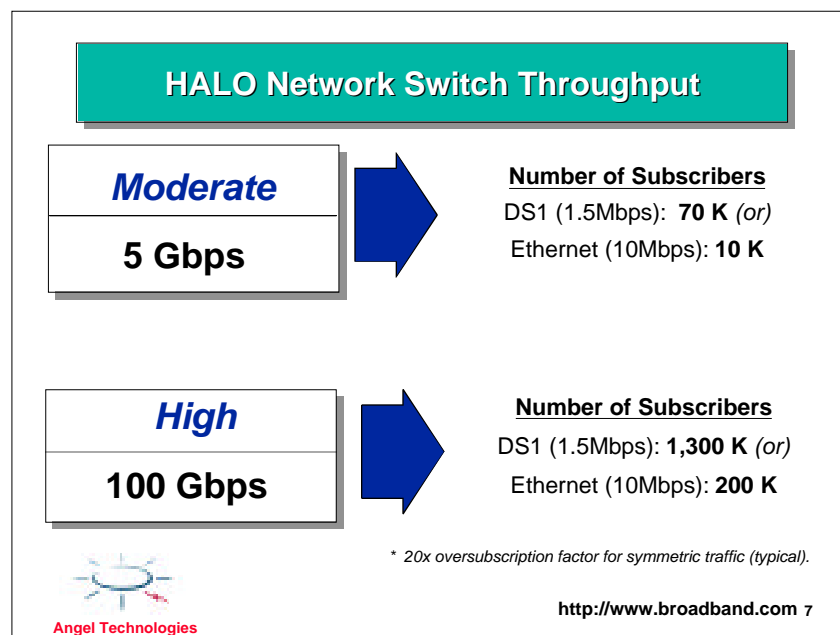 HALO Network Switch Throughput
Moderate
5 Gbps
Number of Subscribers
DS1 (1.5Mbps): 70 K (or)
Ethernet (10Mbps): 10 K
High
100 Gbps
Number of Subscribers
DS1 (1.5Mbps): 1,300 K (or)
Ethernet (10Mbps): 200 K
* 20x oversubscription factor for symmetric traffic (typical).
Angel Technologies
http://www.broadband.com 7